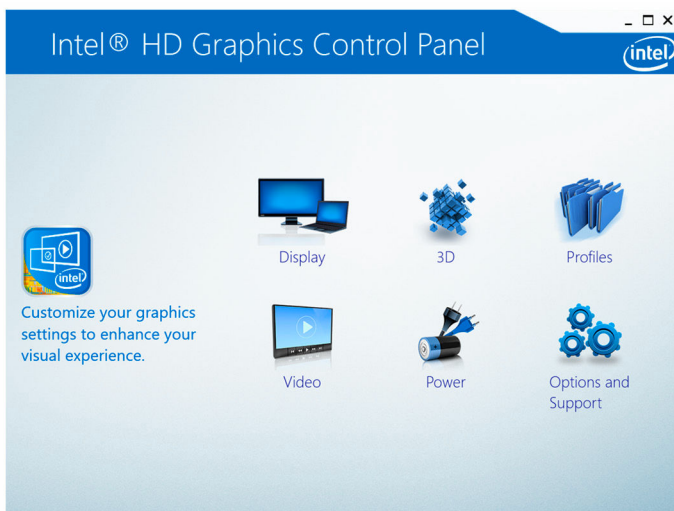 Intel® HD Graphics Control Panel
intel
Display
3D
Profiles
intel
Customize your graphics
settings to enhance your
visual experience.
Video
Power
Options and
Support